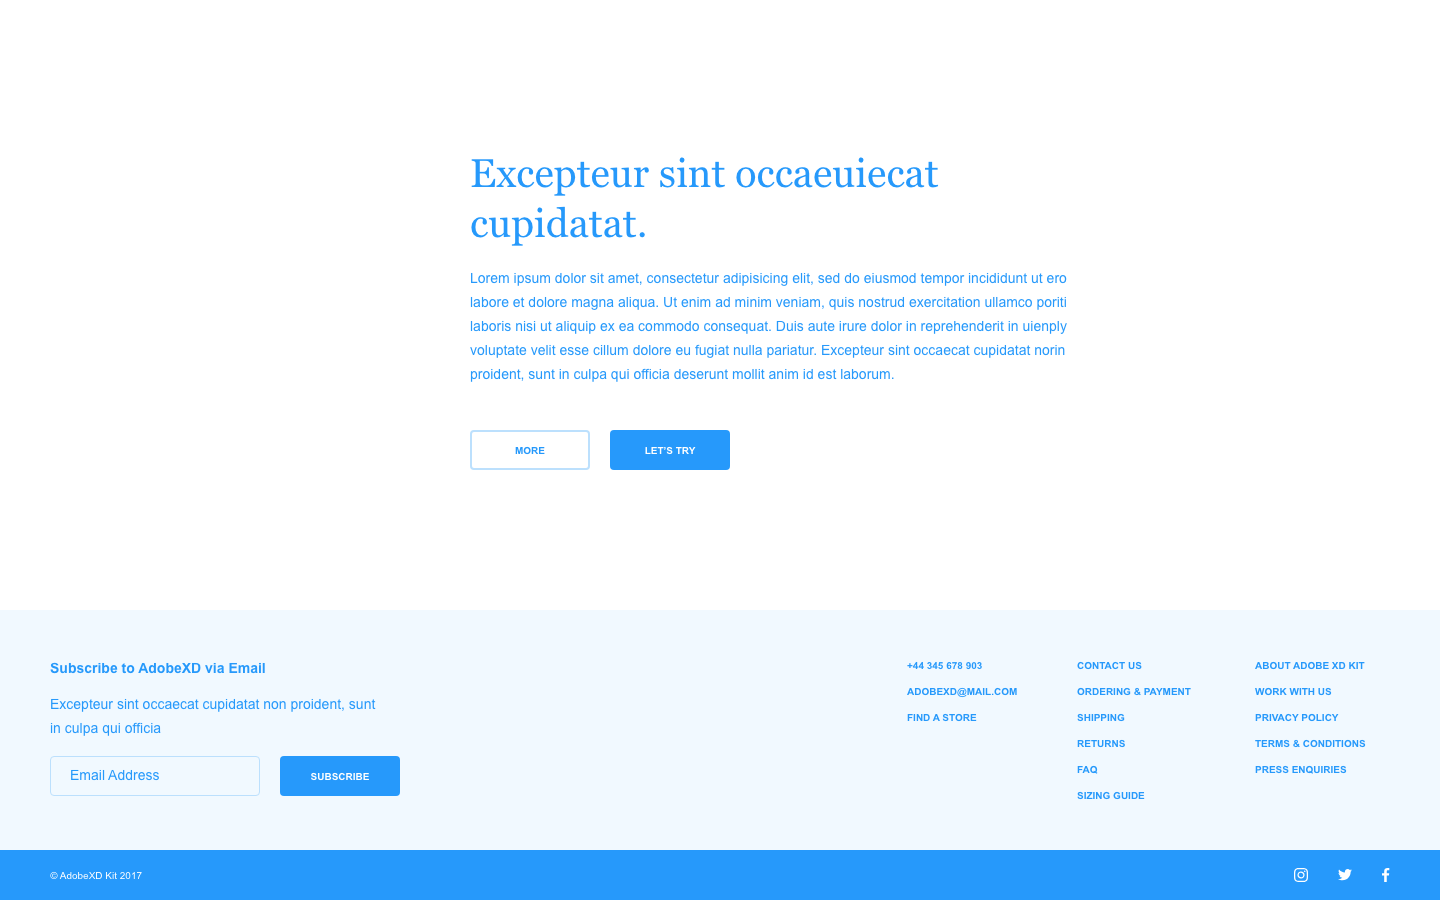 Excepteur sint occaeuiecat
cupidatat.
Lorem ipsum dolor sit amet, consectetur adipisicing elit, sed do eiusmod tempor incididunt ut ero
labore et dolore magna aliqua. Ut enim ad minim veniam, quis nostrud exercitation ullamco poriti
laboris nisi ut aliquip ex ea commodo consequat. Duis aute irure dolor in reprehenderit in uienply
voluptate velit esse cillum dolore eu fugiat nulla pariatur. Excepteur sint occaecat cupidatat norin
proident, sunt in culpa qui officia deserunt mollit anim id est laborum.
MORE
LET'S TRY
Subscribe to AdobeXD via Email
Excepteur sint occaecat cupidatat non proident, sunt
in culpa qui officia
Email Address
SUBSCRIBE
+44 345 678 903
ADOBEXD@MAIL.COM
FIND A STORE
CONTACT US
ORDERING & PAYMENT
SHIPPING
RETURNS
FAQ
SIZING GUIDE
ABOUT ADOBE XD KIT
WORK WITH US
PRIVACY POLICY
TERMS & CONDITIONS
PRESS ENQUIRIES
© AdobeXD Kit 2017